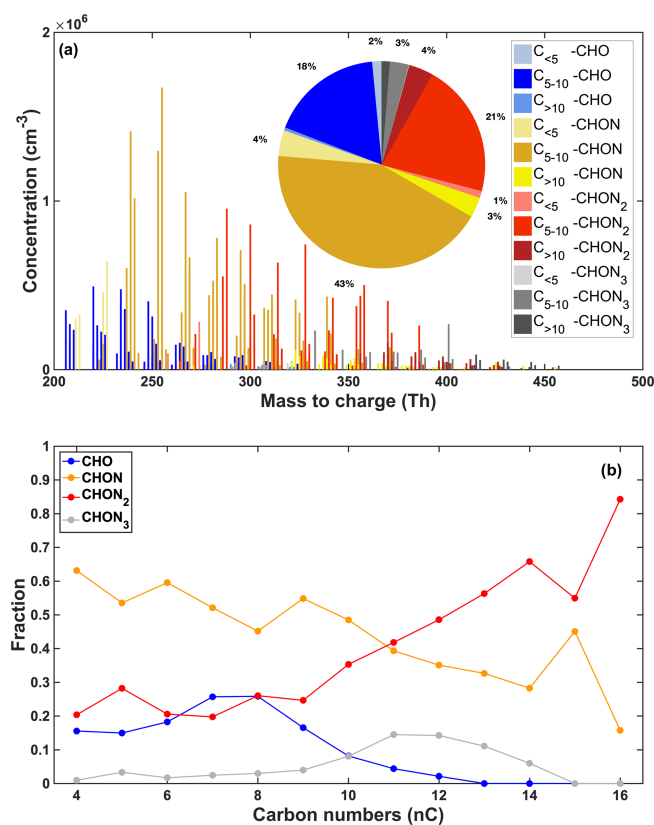 2
×10⁶
(a)
2%
3%
4%
18%
21%
4%
1%
3%
43%
C<5 -CHO
C5-10 -CHO
C>10 -CHO
C<5 -CHON
C5-10 -CHON
C>10 -CHON
C<5 -CHON2
C5-10 -CHON2
C>10 -CHON2
C<5 -CHON3
C5-10 -CHON3
C>10 -CHON3
Concentration (cm⁻³)
1
0
200 250 300 350 400 450 500
Mass to charge (Th)
(b)
CHO
CHON
CHON2
CHON3
Fraction
1
0.9
0.8
0.7
0.6
0.5
0.4
0.3
0.2
0.1
0
4 6 8 10 12 14 16
Carbon numbers (nC)